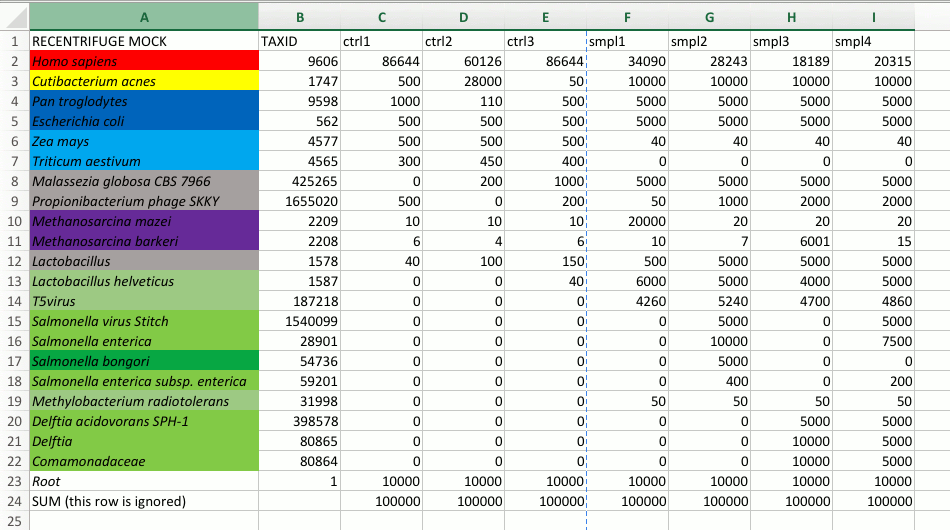 A B C D E F G H I
1 RECENTRIFUGE MOCK TAXID ctrl1 ctrl2 ctrl3 smpl1 smpl2 smpl3 smpl4
2 Homo sapiens 9606 86644 60126 86644 34090 28243 18189 20315
3 Cutibacterium acnes 1747 500 28000 50 10000 10000 10000 10000
4 Pan troglodytes 9598 1000 110 500 5000 5000 5000 5000
5 Escherichia coli 562 500 500 500 5000 5000 5000 5000
6 Zea mays 4577 500 500 500 40 40 40 40
7 Triticum aestivum 4565 300 450 400 0 0 0 0
8 Malassezia globosa CBS 7966 425265 0 200 1000 5000 5000 5000 5000
9 Propionibacterium phage SKKY 1655020 500 0 200 50 1000 2000 2000
10 Methanosarcina mazei 2209 10 10 10 20000 20 20 20
11 Methanosarcina barkeri 2208 6 4 6 10 7 6001 15
12 Lactobacillus 1578 40 100 150 500 5000 5000 5000
13 Lactobacillus helveticus 1587 0 0 40 6000 5000 4000 5000
14 T5virus 187218 0 0 0 4260 5240 4700 4860
15 Salmonella virus Stitch 1540099 0 0 0 0 5000 0 5000
16 Salmonella enterica 28901 0 0 0 0 10000 0 7500
17 Salmonella bongori 54736 0 0 0 0 5000 0 0
18 Salmonella enterica subsp. enterica 59201 0 0 0 0 400 0 200
19 Methylobacterium radiotolerans 31998 0 0 0 50 50 50 50
20 Delftia acidovorans SPH-1 398578 0 0 0 0 0 5000 5000
21 Delftia 80865 0 0 0 0 0 10000 5000
22 Comamonadaceae 80864 0 0 0 0 0 10000 5000
23 Root 1 10000 10000 10000 10000 10000 10000 10000
24 SUM (this row is ignored) 100000 100000 100000 100000 100000 100000 100000
25